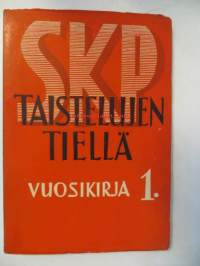 SKP
TAISTELUJEN
TIELLÄ
VUOSIKIRJA 1.